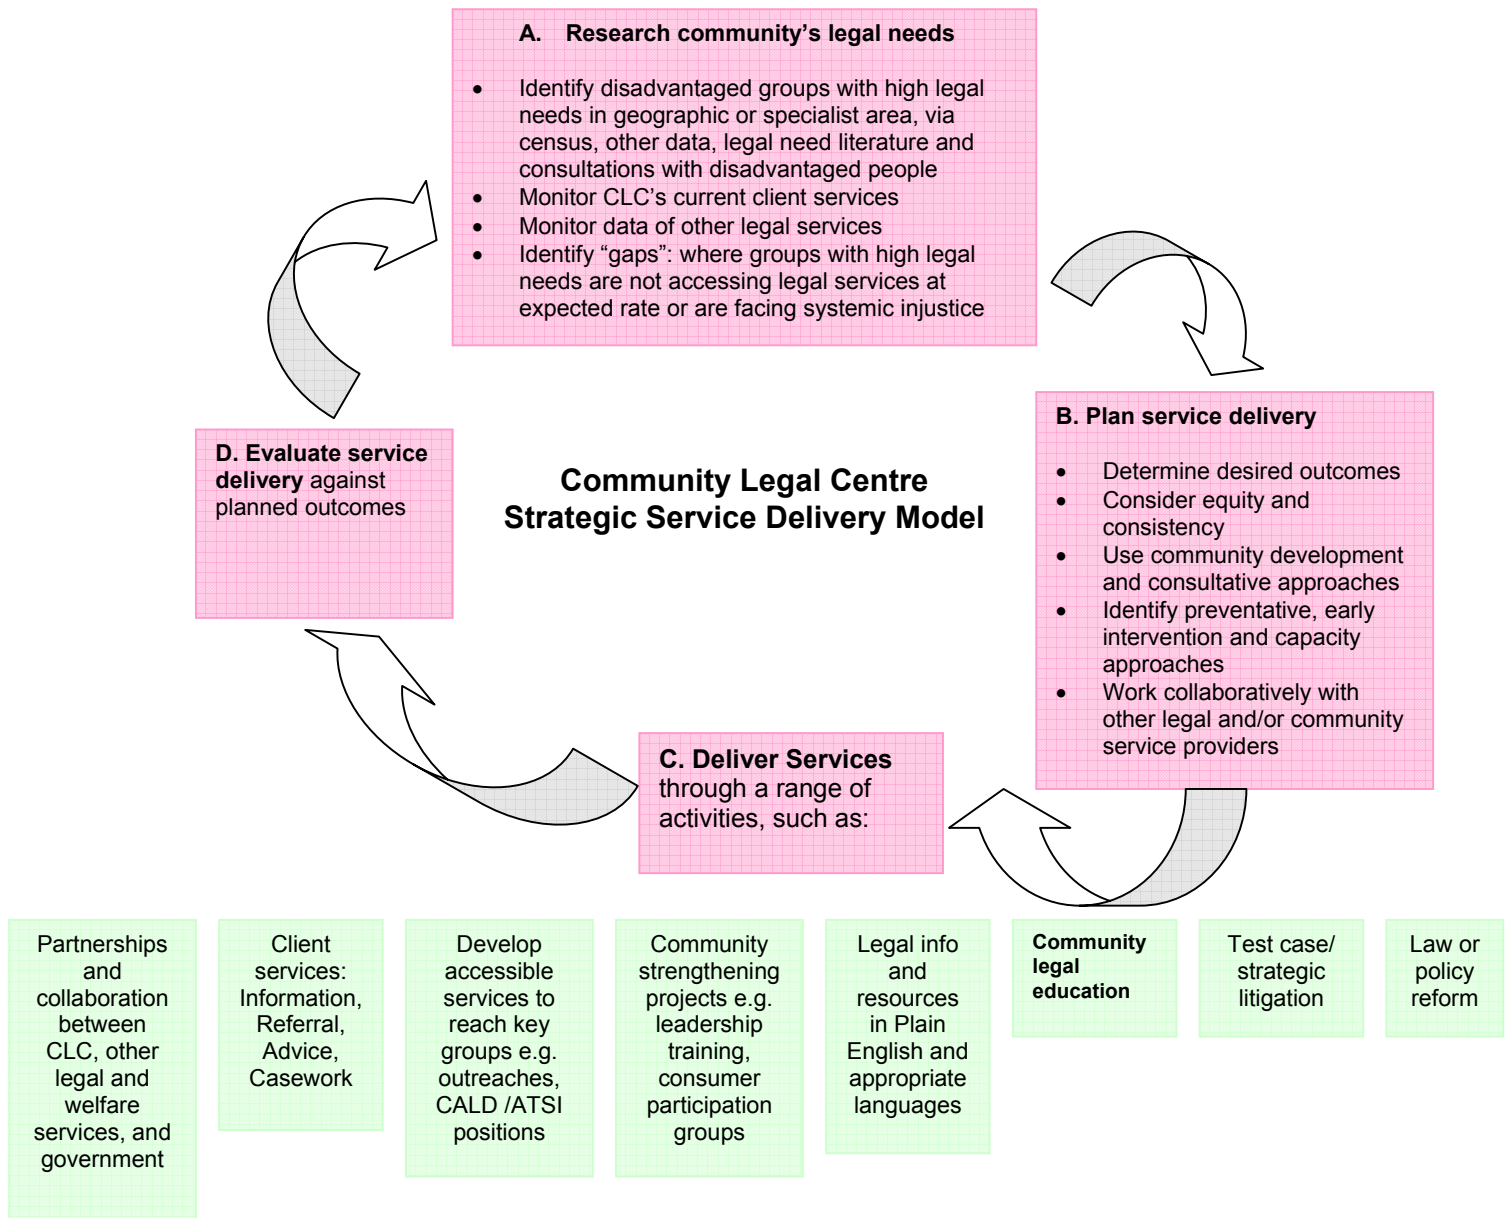 A. Research community’s legal needs
• Identify disadvantaged groups with high legal
needs in geographic or specialist area, via
census, other data, legal need literature and
consultations with disadvantaged people
• Monitor CLC’s current client services
• Monitor data of other legal services
• Identify “gaps”: where groups with high legal
needs are not accessing legal services at
expected rate or are facing systemic injustice
B. Plan service delivery
• Determine desired outcomes
• Consider equity and
consistency
• Use community development
and consultative approaches
• Identify preventative, early
intervention and capacity
approaches
• Work collaboratively with
other legal and/or community
service providers
D. Evaluate service
delivery against
planned outcomes
Community Legal Centre
Strategic Service Delivery Model
C. Deliver Services
through a range of
activities, such as:
Partnerships
and
collaboration
between
CLC, other
legal and
welfare
services, and
government
Client
services:
Information,
Referral,
Advice,
Casework
Develop
accessible
services to
reach key
groups e.g.
outreaches,
CALD /ATSI
positions
Community
strengthening
projects e.g.
leadership
training,
consumer
participation
groups
Legal info
and
resources
in Plain
English and
appropriate
languages
Community
legal
education
Test case/
strategic
litigation
Law or
policy
reform